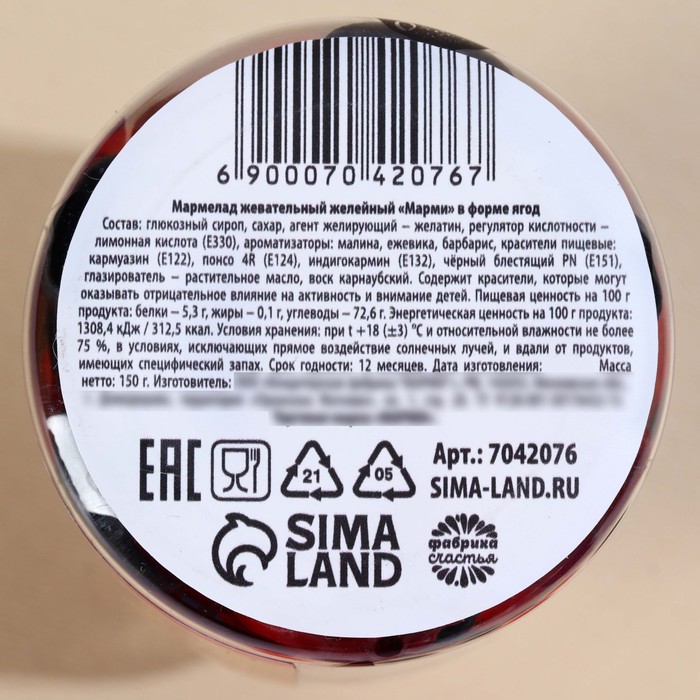 6 900070 420767
Мармелад жевательный желейный «Марми» в форме ягод
Состав: глюкозный сироп, сахар, агент желирующий – желатин, регулятор кислотности –
лимонная кислота (Е330), ароматизаторы: малина, ежевика, барбарис, красители пищевые:
кармуазин (Е122), понсо 4R (Е124), индигокармин (Е132), чёрный блестящий PN (Е151),
глазирователь – растительное масло, воск карнаубский. Содержит красители, которые могут
оказывать отрицательное влияние на активность и внимание детей. Пищевая ценность на 100 г
продукта: белки – 5,3 г, жиры – 0,1 г, углеводы – 72,6 г. Энергетическая ценность на 100 г продукта:
1308,4 кДж / 312,5 ккал. Условия хранения: при t +18 (±3) °С и относительной влажности не более
75 %, в условиях, исключающих прямое воздействие солнечных лучей, и вдали от продуктов,
имеющих специфический запах. Срок годности: 12 месяцев. Дата изготовления: Масса
нетто: 150 г. Изготовитель:
EAC 21 05 Арт.: 7042076
SIMA-LAND.RU
SIMA
LAND
фабрика
счастья